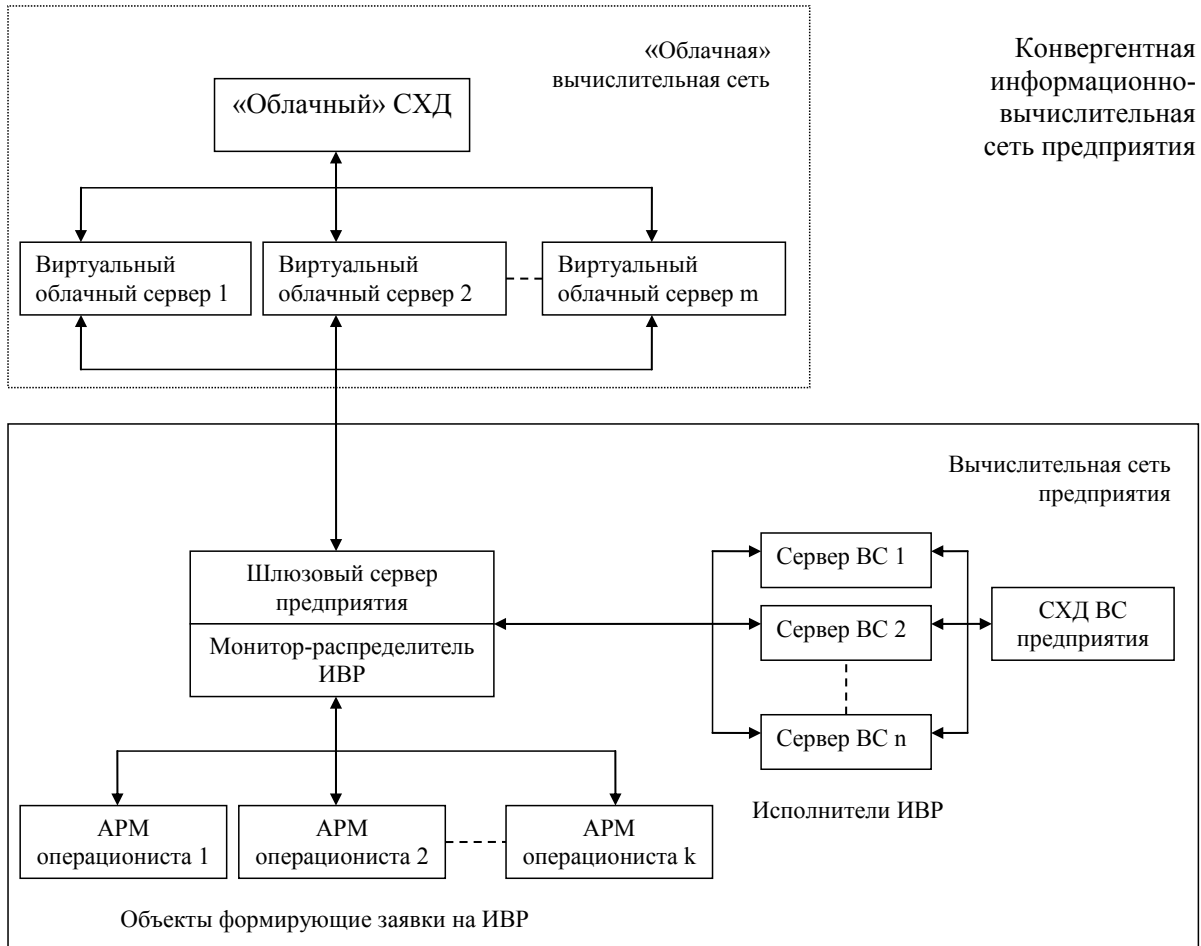 «Облачная»
вычислительная сеть
Конвергентная
информационно-
вычислительная
сеть предприятия
«Облачный» СХД
Виртуальный
облачный сервер 1
Виртуальный
облачный сервер 2
Виртуальный
облачный сервер m
Вычислительная сеть
предприятия
Шлюзовый сервер
предприятия
Монитор-распределитель
ИВР
Сервер ВС 1
Сервер ВС 2
Сервер ВС n
СХД ВС
предприятия
Исполнители ИВР
АРМ
операциониста 1
АРМ
операциониста 2
АРМ
операциониста k
Объекты формирующие заявки на ИВР